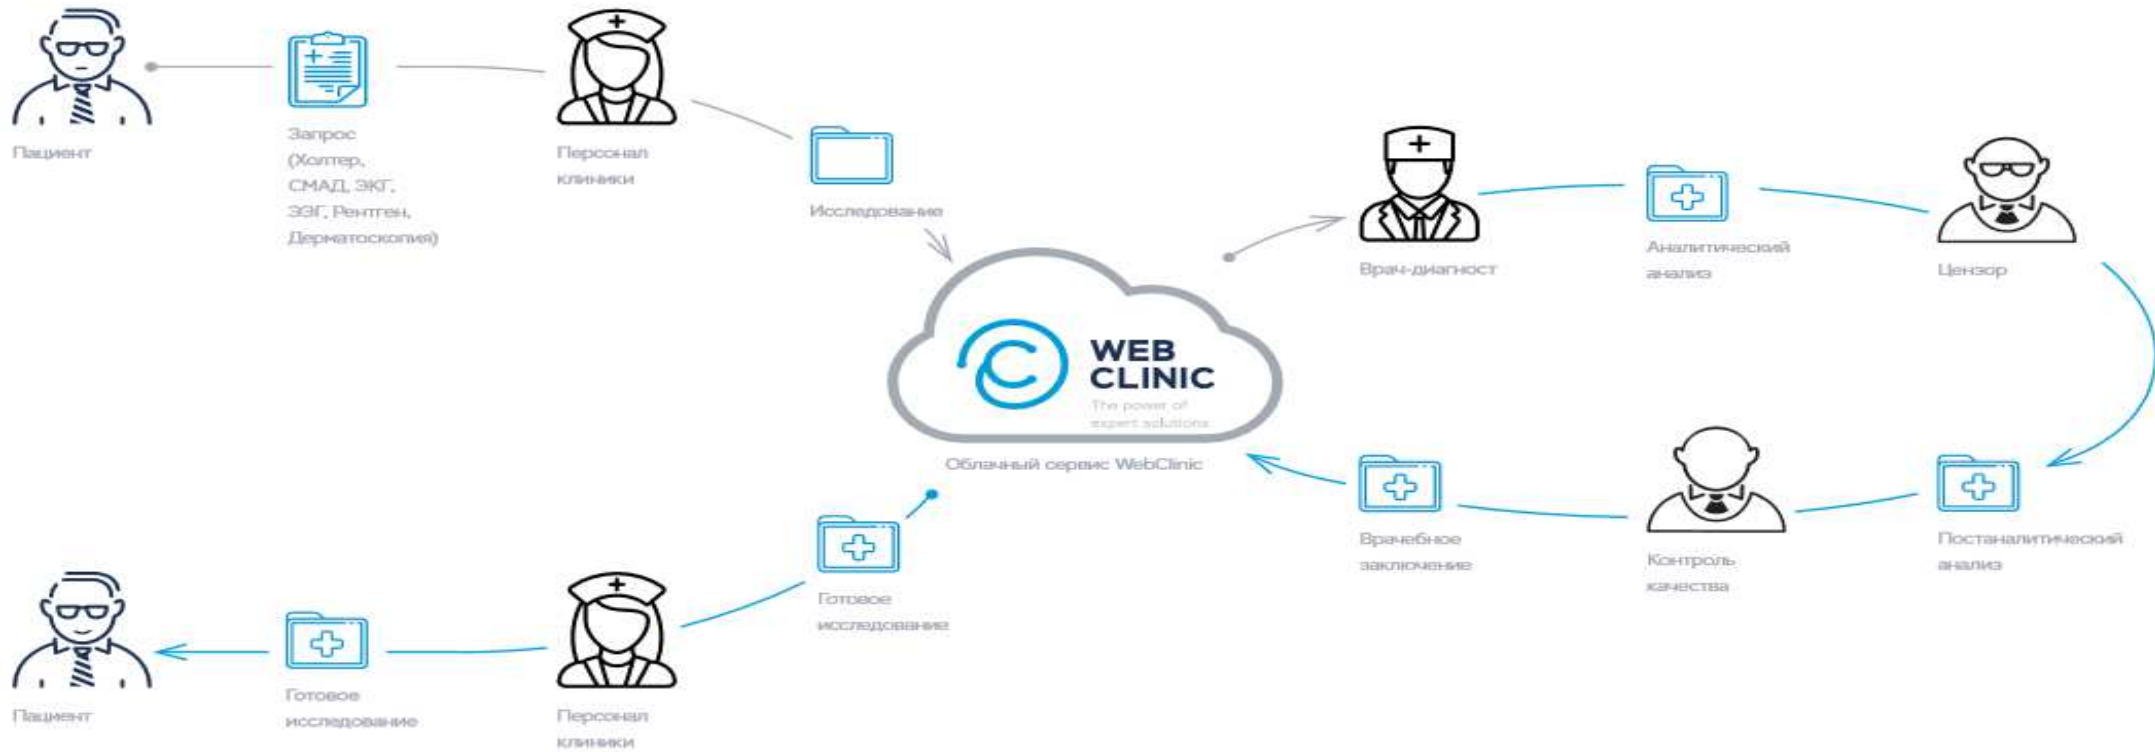 Пациент
Запрос
(Холтер,
СМАД, ЭКГ,
ЭЭГ, Рентген,
Дерматоскопия)
Персонал
клиники
Исследование
Врач-диагност
Аналитический
анализ
Цензор
WEB
CLINIC
The power of
expert solutions
Облачный сервис WebClinic
Постаналитический
анализ
Контроль
качества
Врачебное
заключение
Готовое
исследование
Персонал
клиники
Готовое
исследование
Пациент